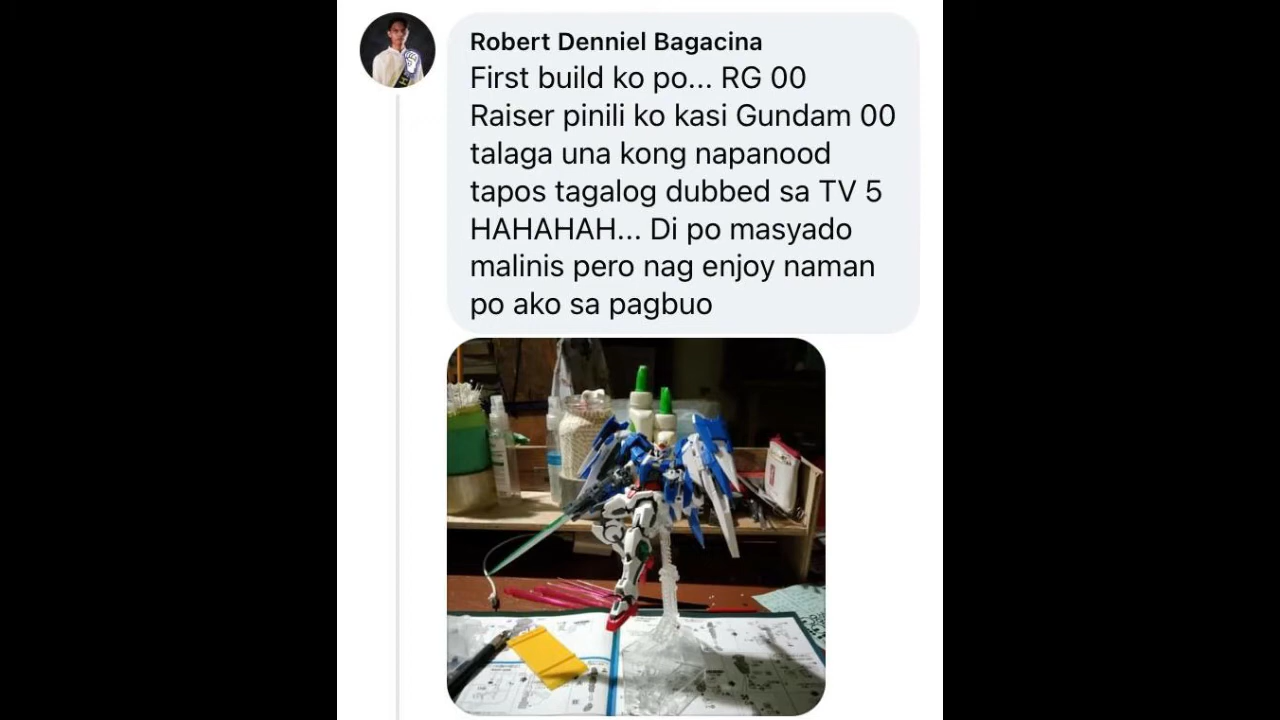 Robert Denniel Bagacina
First build ko po... RG 00
Raiser pinili ko kasi Gundam 00
talaga una kong napanood
tapos tagalog dubbed sa TV 5
HAHAHAH... Di po masyado
malinis pero nag enjoy naman
po ako sa pagbuo